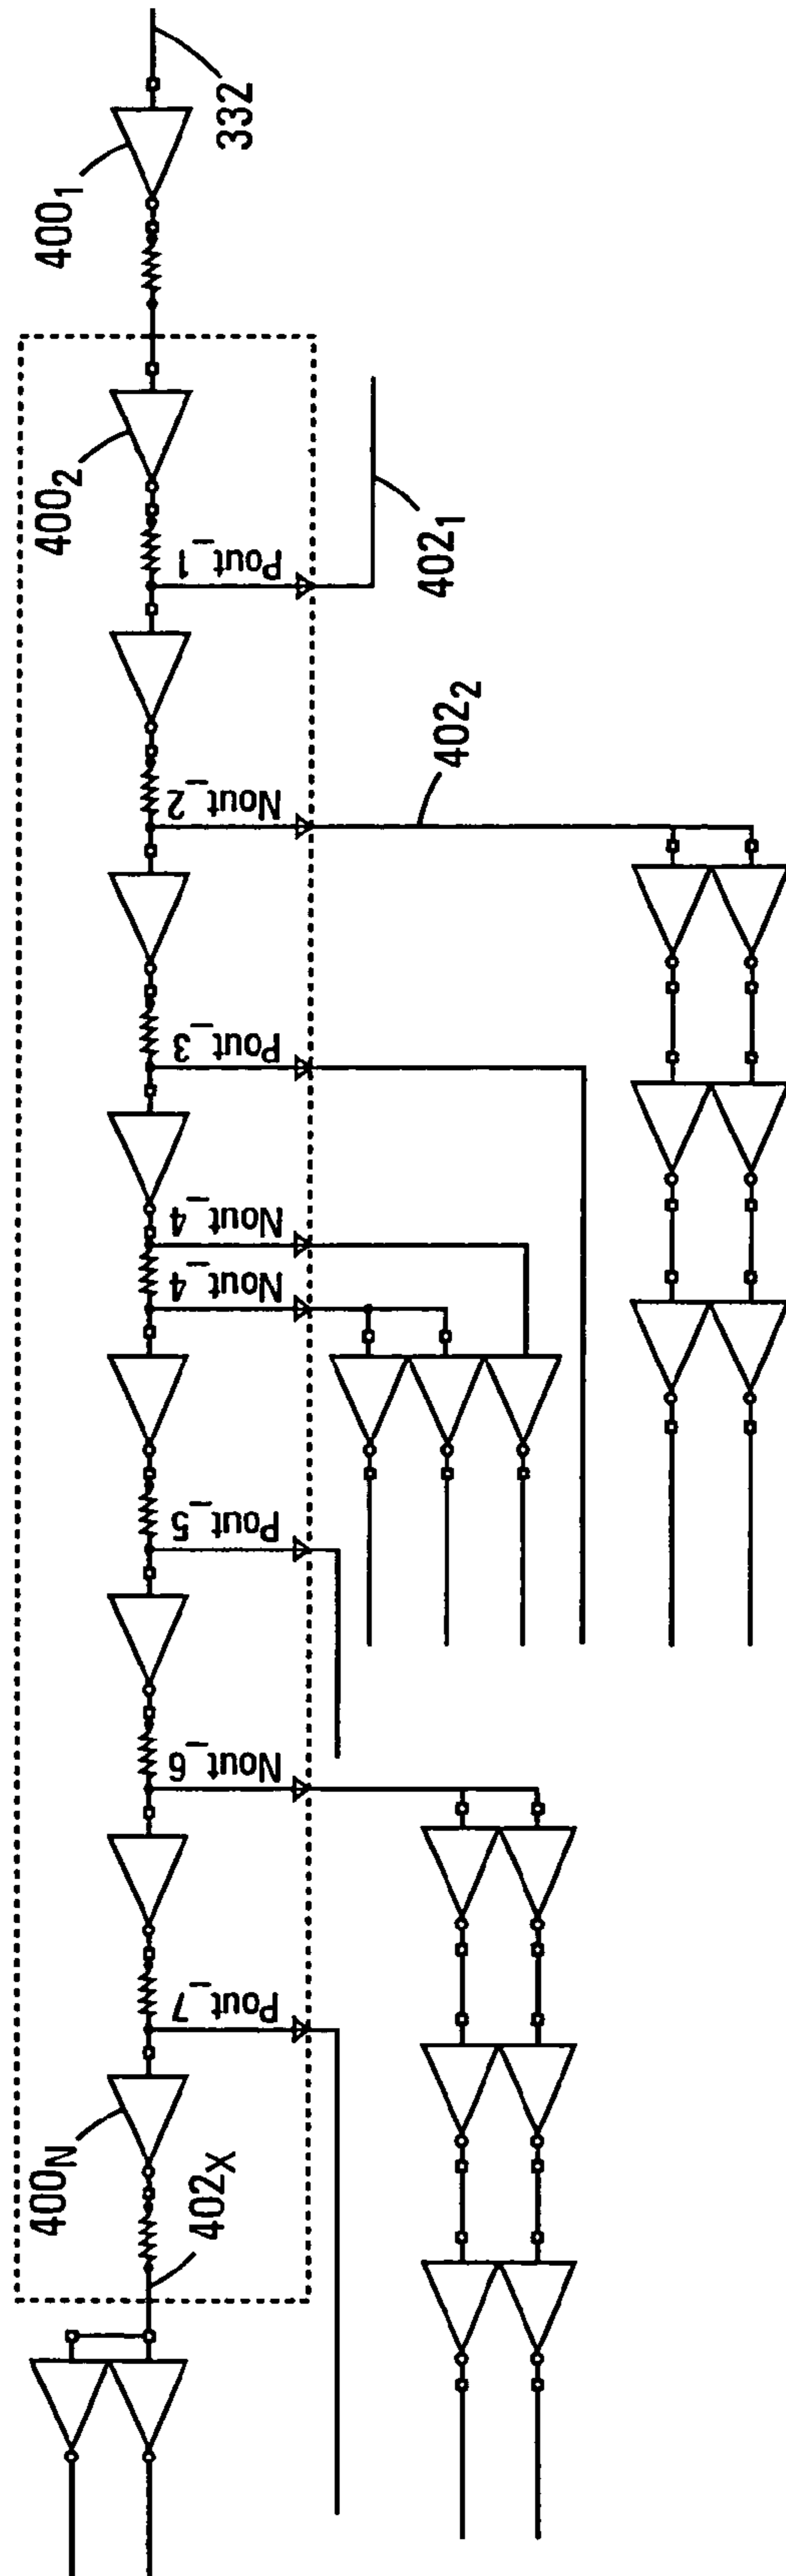 332
400₁
400₂
Pout_1
402₁
Nout_2
402₂
Pout_3
Nout_4
Nout_4
Pout_5
Nout_6
Pout_7
400N
402X